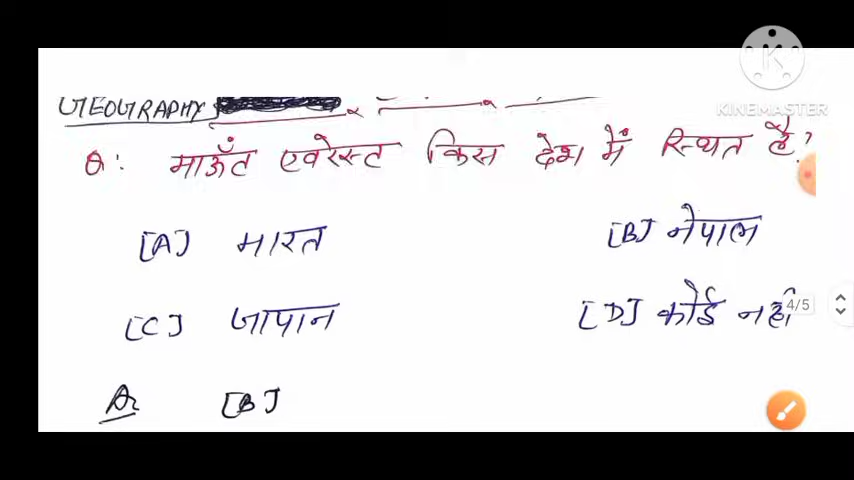 GEOGRAPHY
KINEMASTER
Q: माऊँट एवरेस्ट किस देश में स्थित है?
[A] भारत [B] नेपाल
[C] जापान [D] कोई नहीं
4/5
A [B]